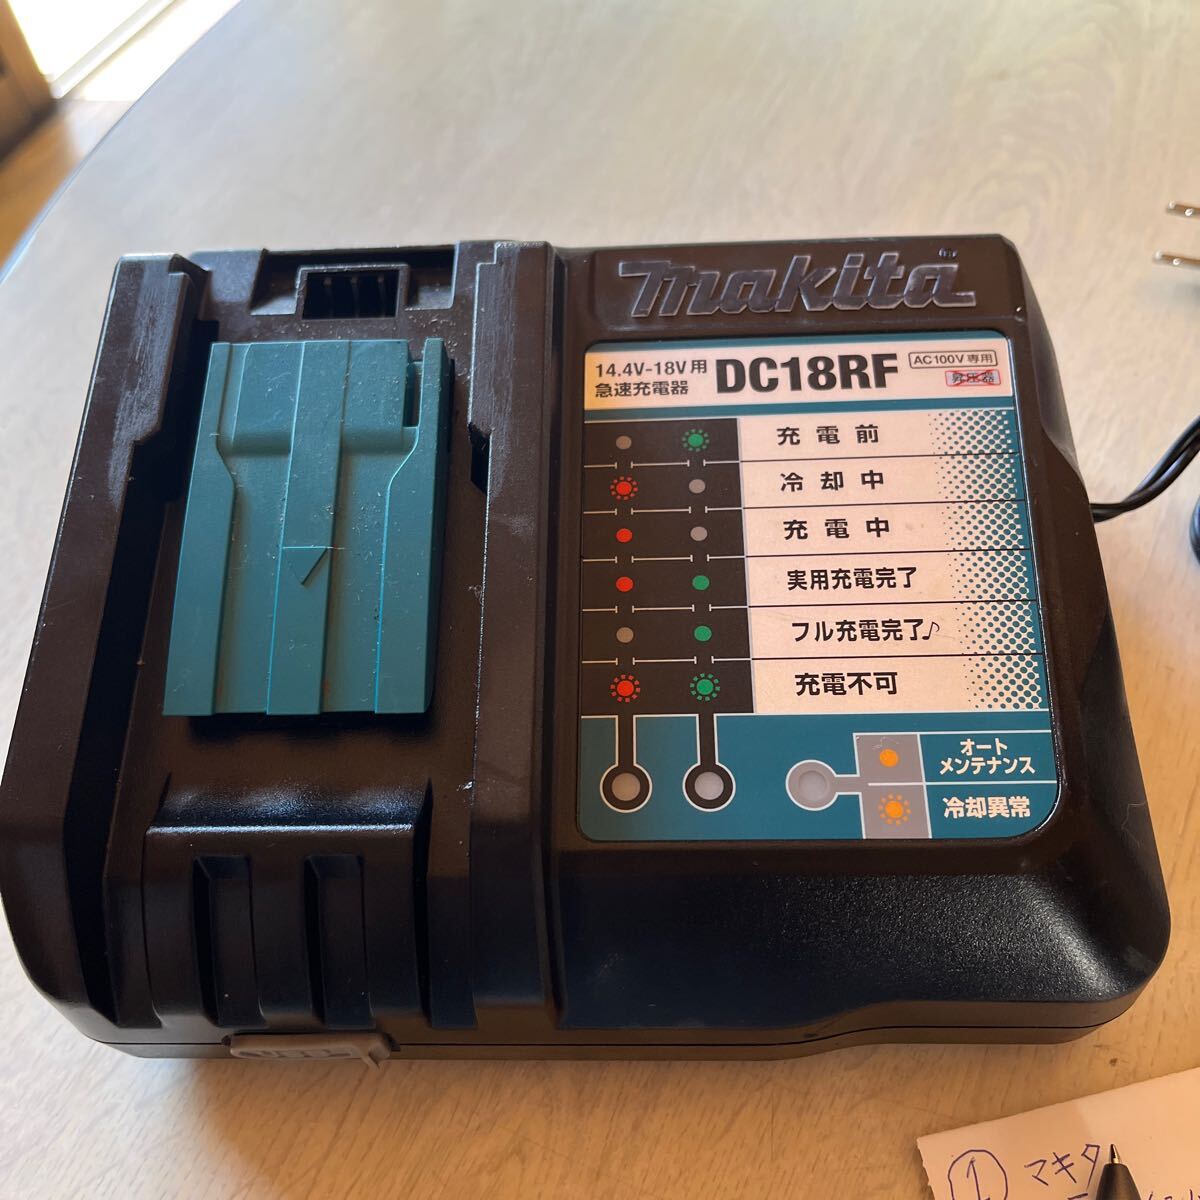 makita
14.4V-18V用
急速充電器
DC18RF
AC100V専用
昇圧器
充電前
冷却中
充電中
実用充電完了
フル充電完了♪
充電不可
オート
メンテナンス
冷却異常
① マキタ